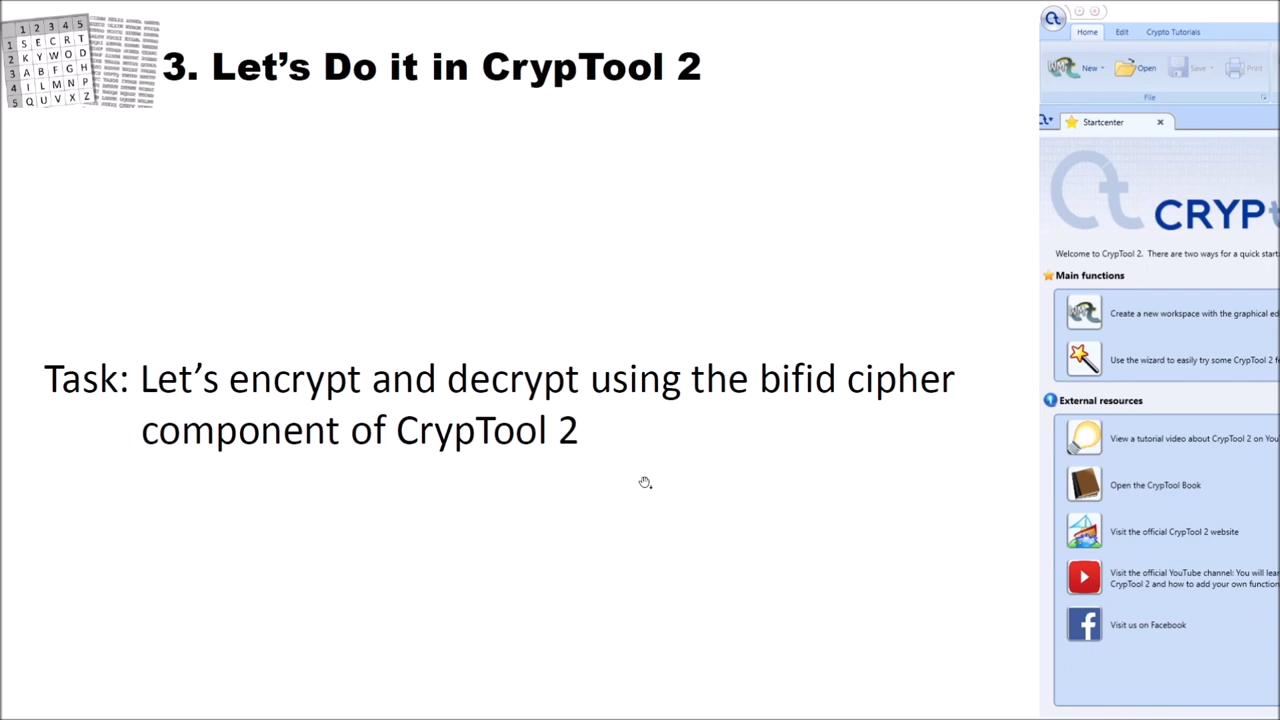 1 2 3 4 5
1 S E C R T
2 K Y W O D
3 A B F G H
4 I L M N P
Q U V X Z
3. Let's Do it in CrypTool 2
Task: Let's encrypt and decrypt using the bifid cipher
component of CrypTool 2
Home Edit Crypto Tutorials
New Open Save Print
File
Startcenter
CRYP
Welcome to CrypTool 2. There are two ways for a quick start
Main functions
Create a new workspace with the graphical ed
Use the wizard to easily try some CrypTool 2 f
External resources
View a tutorial video about CrypTool 2 on You
Open the CrypTool Book
Visit the official CrypTool 2 website
Visit the official YouTube channel: You will lear
CrypTool 2 and how to add your own function
Visit us on Facebook